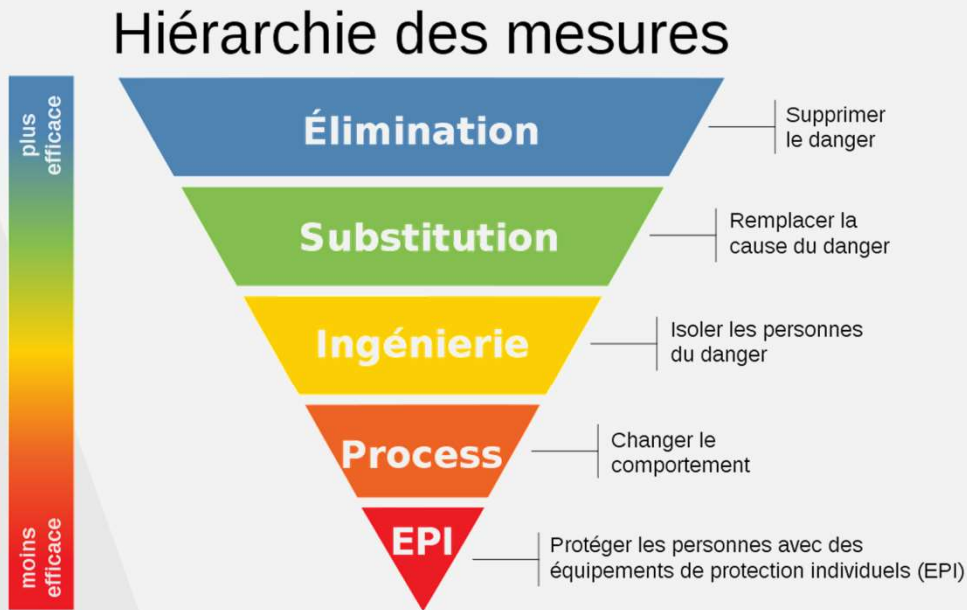 Hiérarchie des mesures
plus
efficace
Élimination
Supprimer
le danger
Substitution
Remplacer la
cause du danger
Ingénierie
Isoler les personnes
du danger
Process
Changer le
comportement
moins
efficace
EPI
Protéger les personnes avec des
équipements de protection individuels (EPI)